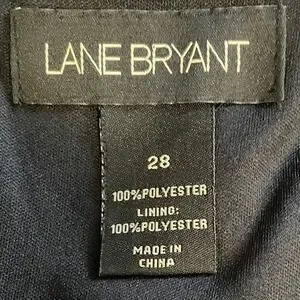 LANE BRYANT
28
100%POLYESTER
LINING:
100%POLYESTER
MADE IN
CHINA